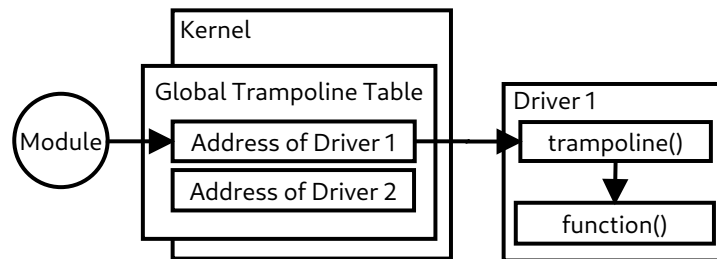 Kernel
Global Trampoline Table
Module
Address of Driver 1
Address of Driver 2
Driver 1
trampoline()
function()